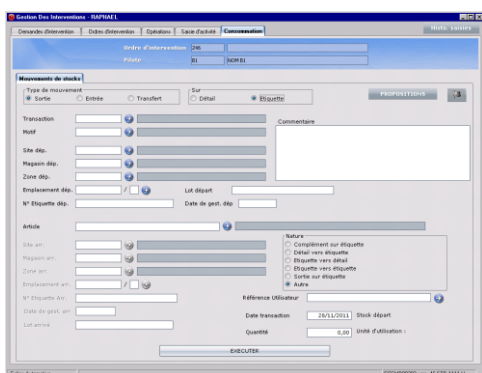 Gestion Des Interventions - RAPHAEL
Demandes d'intervention Ordres d'intervention Opérations Saisie d'activité Consommation
Histo. saisies
Ordre d'intervention 246
Pilote B1 NOM B1
Mouvements de stocks
Type de mouvement Sur
Sortie Entrée Transfert Détail Etiquette PROPOSITIONS
Transaction Commentaire
Motif
Site dép.
Magasin dép.
Zone dép.
Emplacement dép. / Lot départ
N° Etiquette dép. Date de gest. dép
Article
Nature
Site arr. Complément sur étiquette
Magasin arr. Détail vers étiquette
Zone arr. Etiquette vers détail
Etiquette vers étiquette
Emplacement arr. / Sortie sur étiquette
Autre
N° Etiquette Arr. Référence Utilisateur
Date de gest. arr Date transaction 28/11/2011 Stock départ
Lot arrivé Quantité 0,00 Unité d'utilisation :
EXECUTER